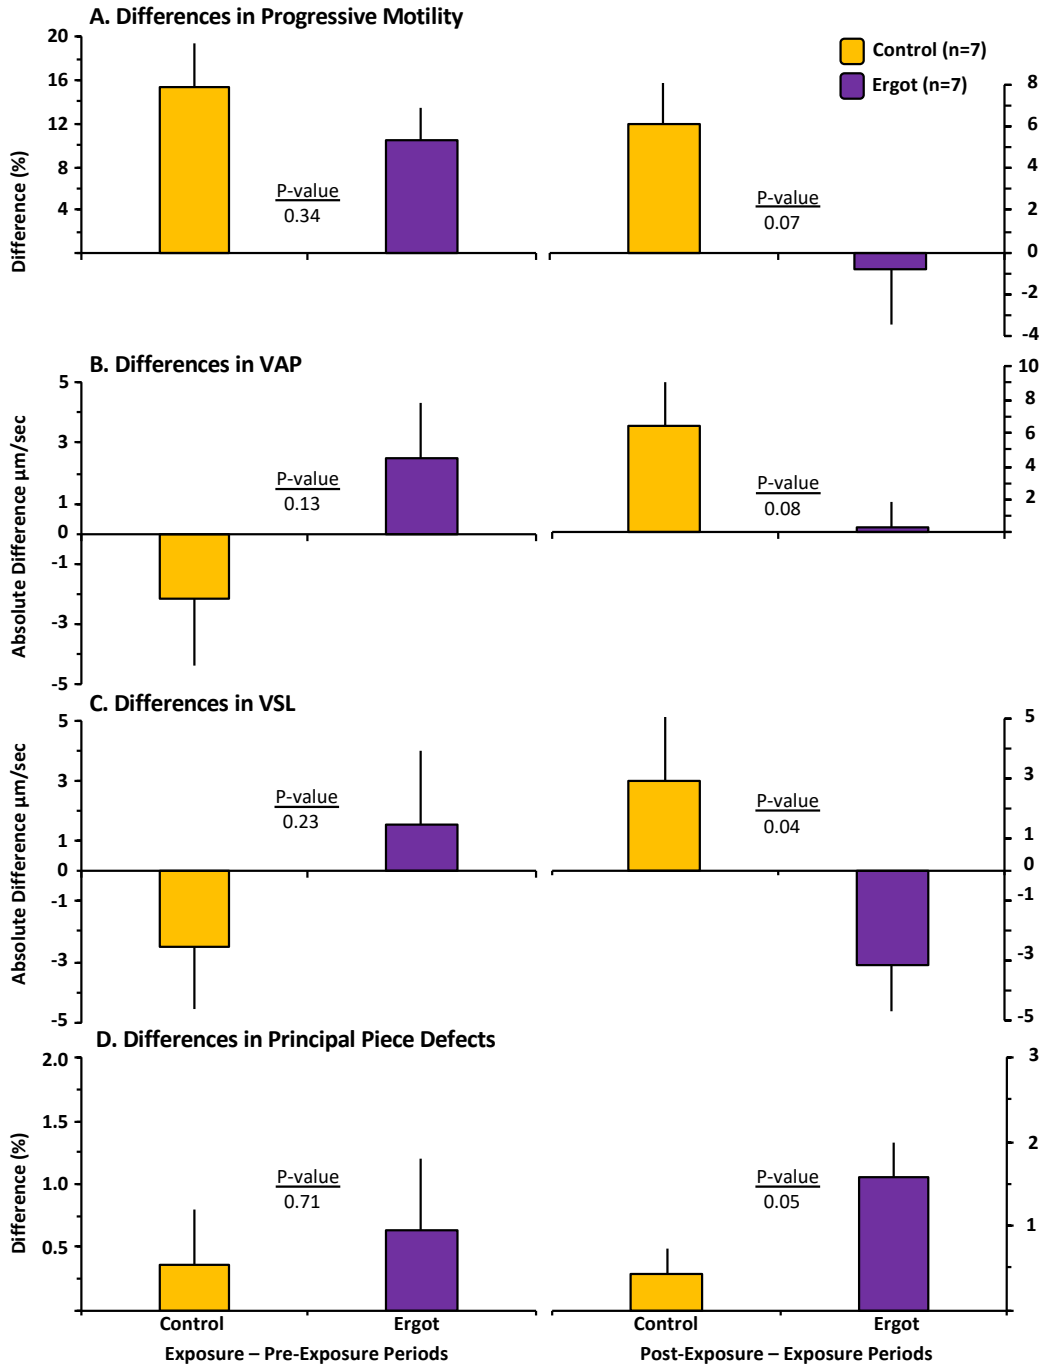 A. Differences in Progressive Motility
Difference (%)
20
16
12
8
4
P-value
0.34
Control (n=7)
Ergot (n=7)
P-value
0.07
8
6
4
2
0
-2
-4
B. Differences in VAP
Absolute Difference µm/sec
5
3
1
0
-1
-3
-5
P-value
0.13
P-value
0.08
10
8
6
4
2
C. Differences in VSL
Absolute Difference µm/sec
5
3
1
0
-1
-3
-5
P-value
0.23
P-value
0.04
5
3
1
0
-1
-3
-5
D. Differences in Principal Piece Defects
Difference (%)
2.0
1.5
1.0
0.5
P-value
0.71
P-value
0.05
3
2
1
0
Control Ergot Control Ergot
Exposure – Pre-Exposure Periods Post-Exposure – Exposure Periods